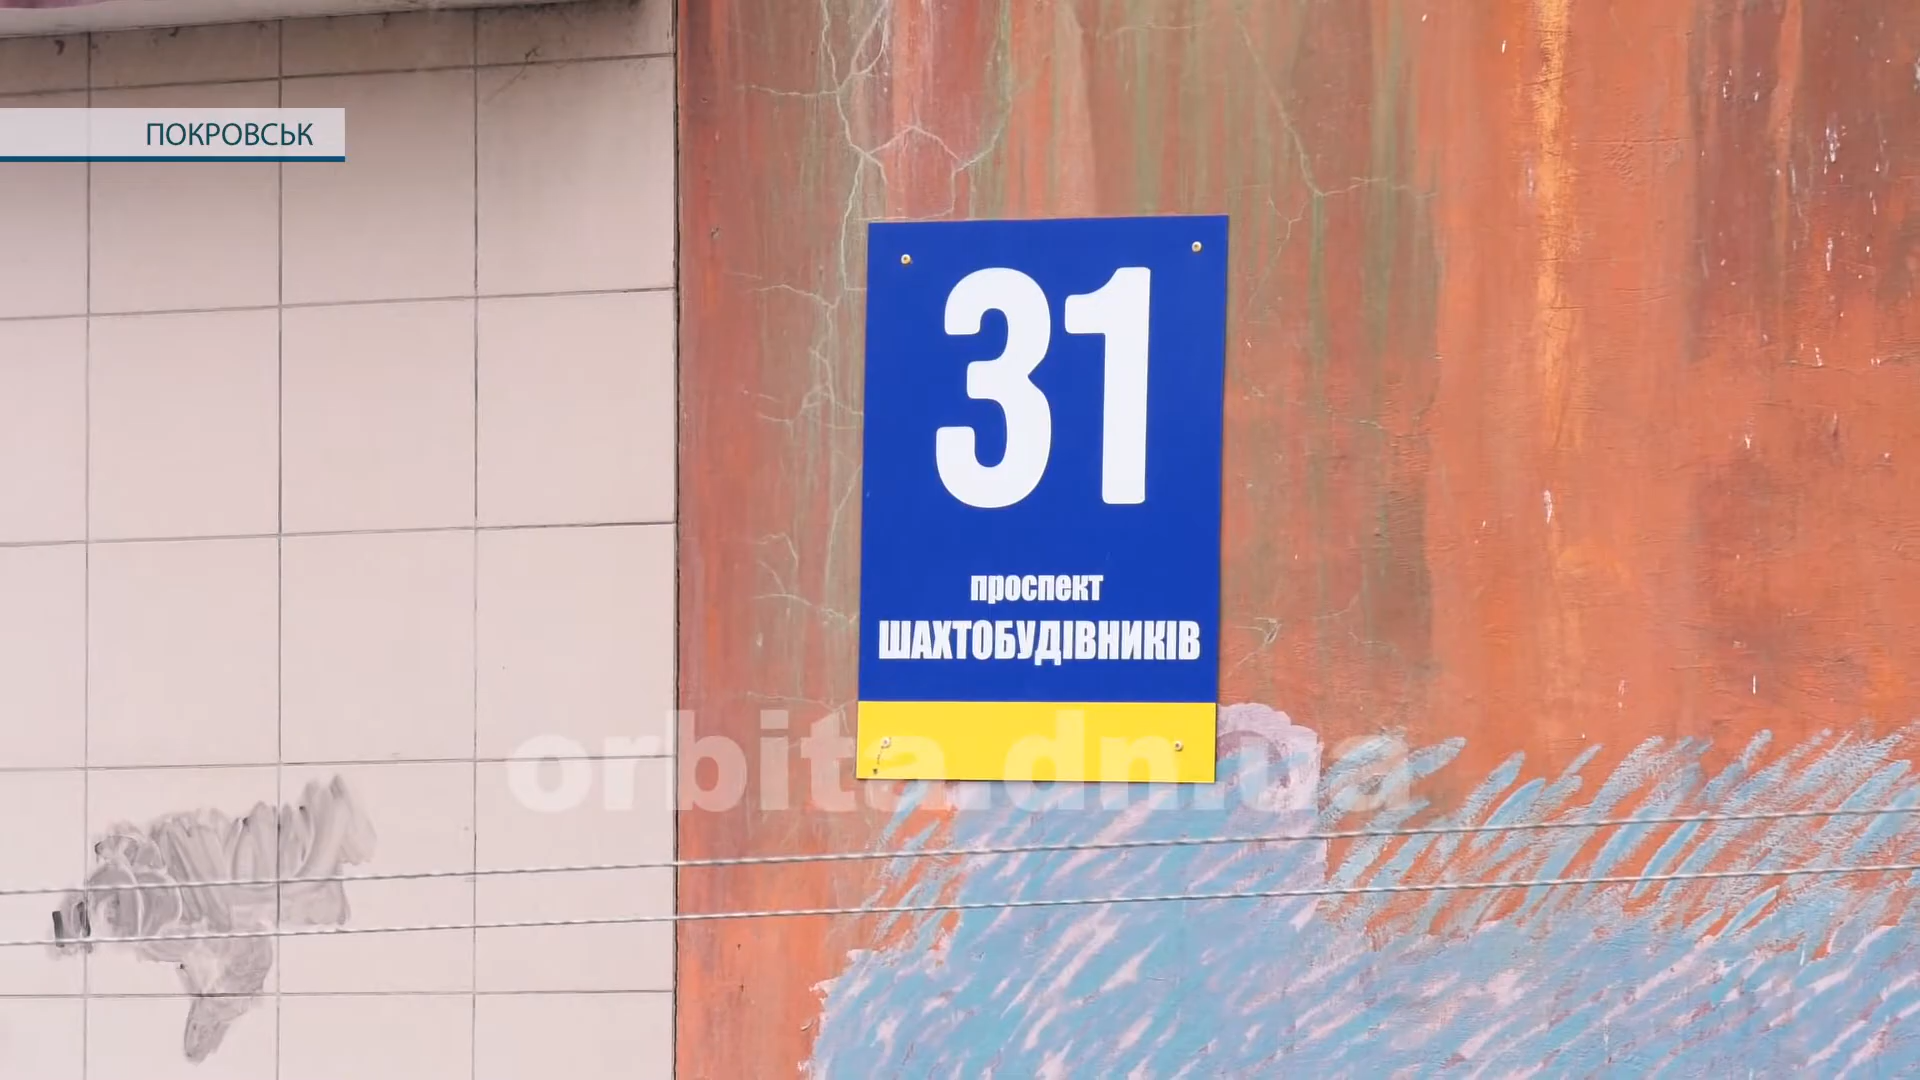 ПОКРОВСЬК
31
проспект
ШАХТОБУДІВНИКІВ
orbita.dn.ua